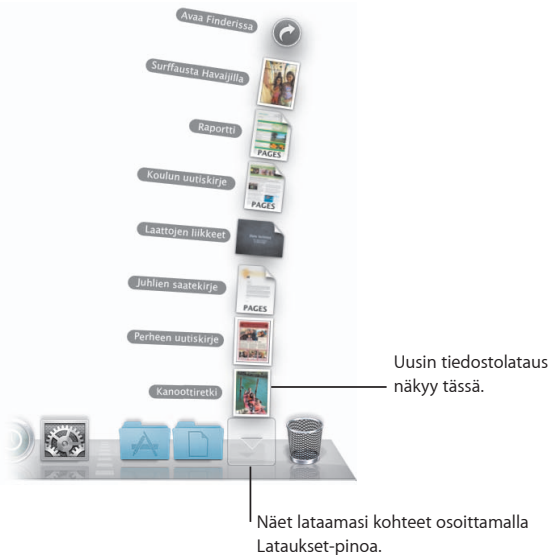 Avaa Finderissa
Surffausta Havaijilla
Raportti
PAGES
Koulun uutiskirje
PAGES
Laattojen liikkeet
Juhlien saatekirje
PAGES
Perheen uutiskirje
Kanoottiretki
Uusin tiedostolataus
näkyy tässä.
Näet lataamasi kohteet osoittamalla
Lataukset-pinoa.